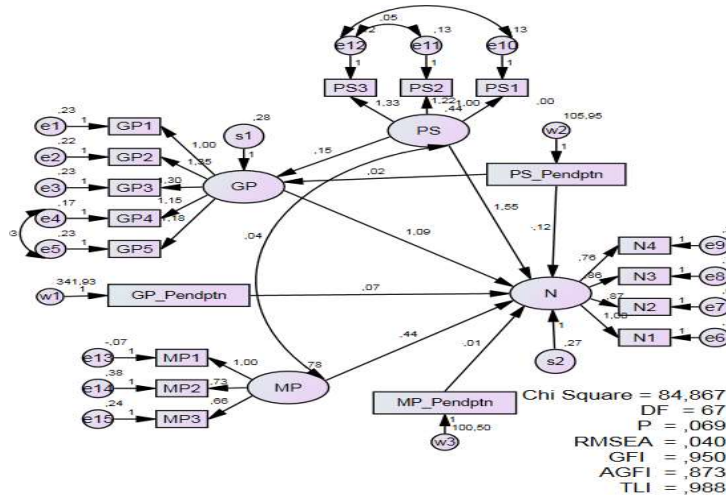 ,05
,13
,13
e12
e11
e10
1
1
1
PS3
PS2
PS1
1,33
1,22
1,00
,00
,44
PS
,23
e1
1
GP1
,22
e2
1
GP2
,23
e3
1
GP3
,17
e4
1
GP4
,23
e5
1
GP5
,28
s1
1
1,00
1,30
1,15
1,18
GP
,15
,02
105,95
w2
1
PS_Pendptn
,04
1,55
-,12
1,09
341,93
w1
1
GP_Pendptn
,07
N
,76
,86
,87
1,00
N4
1
e9
N3
1
e8
N2
1
e7
N1
1
e6
1
,27
s2
-,07
e13
1
MP1
,38
e14
1
MP2
,24
e15
1
MP3
1,00
,73
,66
,78
MP
,44
,01
MP_Pendptn
1
100,50
w3
Chi Square = 84,867
DF = 67
P = ,069
RMSEA = ,040
GFI = ,950
AGFI = ,873
TLI = ,988